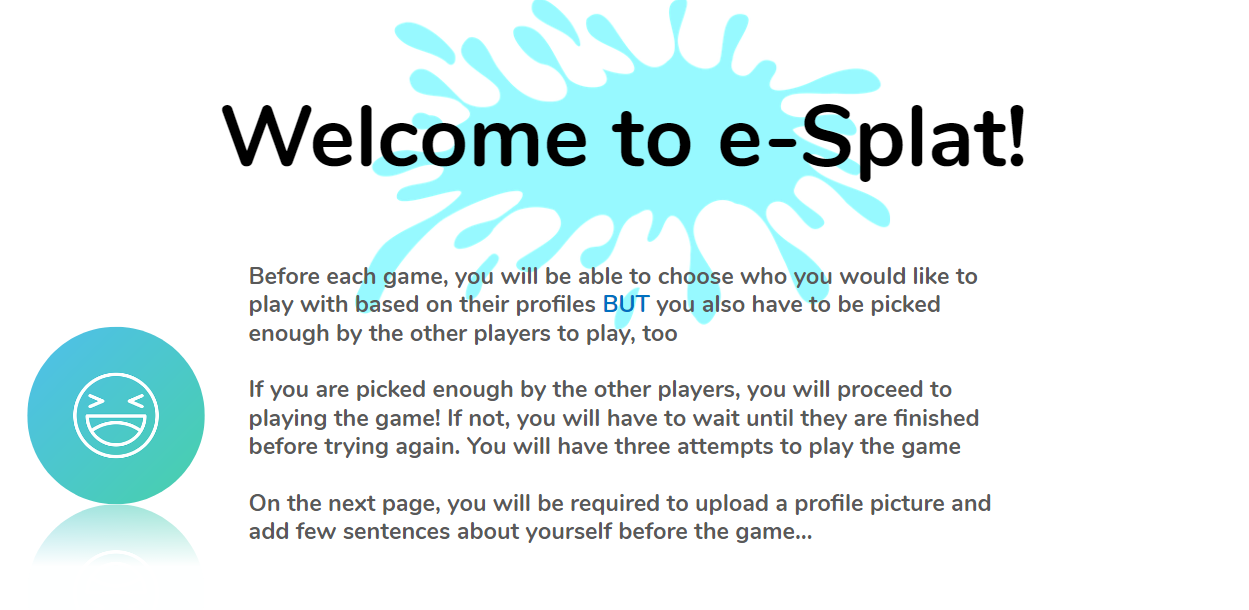 Welcome to e-Splat!
Before each game, you will be able to choose who you would like to
play with based on their profiles BUT you also have to be picked
enough by the other players to play, too
If you are picked enough by the other players, you will proceed to
playing the game! If not, you will have to wait until they are finished
before trying again. You will have three attempts to play the game
On the next page, you will be required to upload a profile picture and
add few sentences about yourself before the game...